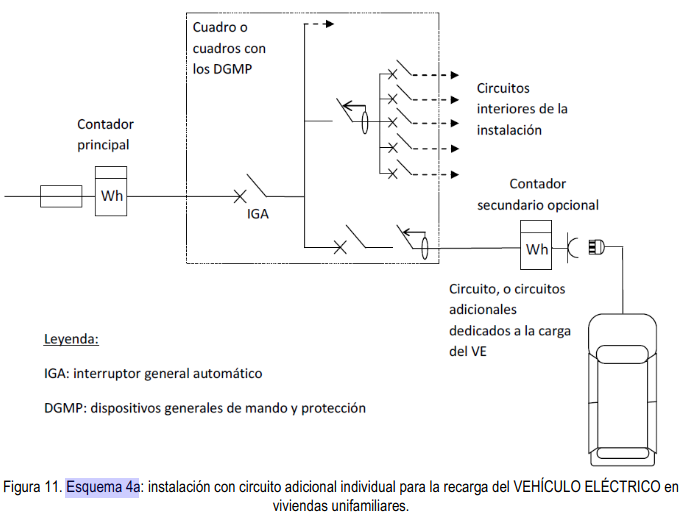 Cuadro o
cuadros con
los DGMP
Circuitos
interiores de la
instalación
Contador
principal
Wh
IGA
Contador
secundario opcional
Wh
Circuito, o circuitos
adicionales
dedicados a la carga
del VE
Leyenda:
IGA: interruptor general automático
DGMP: dispositivos generales de mando y protección
Figura 11. Esquema 4a: instalación con circuito adicional individual para la recarga del VEHÍCULO ELÉCTRICO en
viviendas unifamiliares.